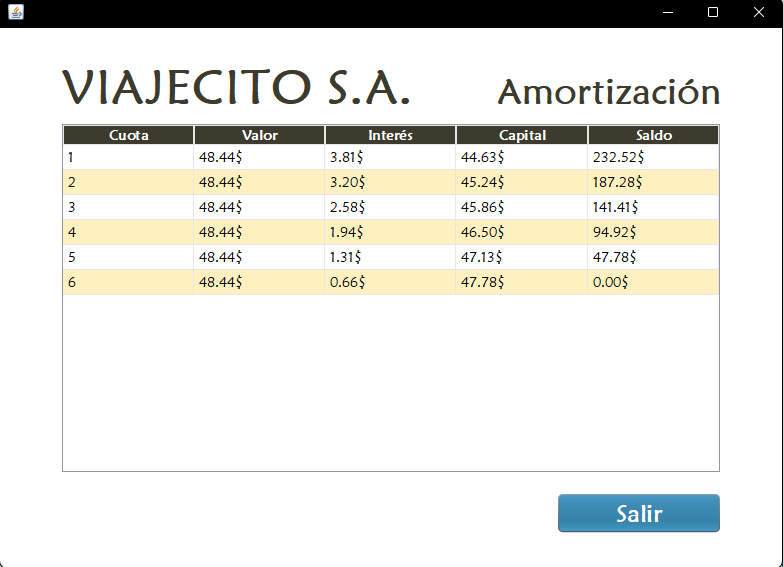 VIAJECITO S.A. Amortización
Cuota Valor Interés Capital Saldo
1 48.44$ 3.81$ 44.63$ 232.52$
2 48.44$ 3.20$ 45.24$ 187.28$
3 48.44$ 2.58$ 45.86$ 141.41$
4 48.44$ 1.94$ 46.50$ 94.92$
5 48.44$ 1.31$ 47.13$ 47.78$
6 48.44$ 0.66$ 47.78$ 0.00$
Salir